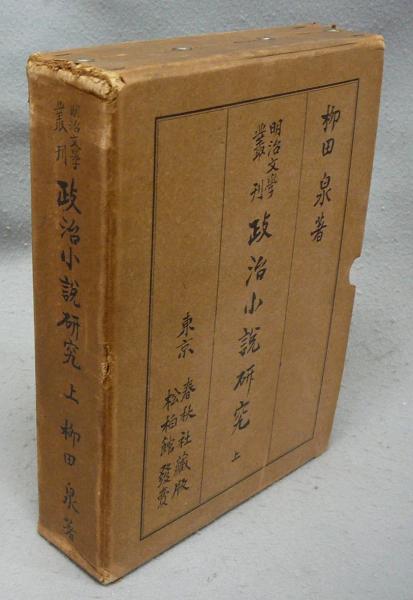 明治文學
叢刊
政治小説研究 上 柳田 泉 著
柳田 泉 著
明治文學
叢刊
政治小説研究 上
東京
春秋社藏版
松柏館發賣